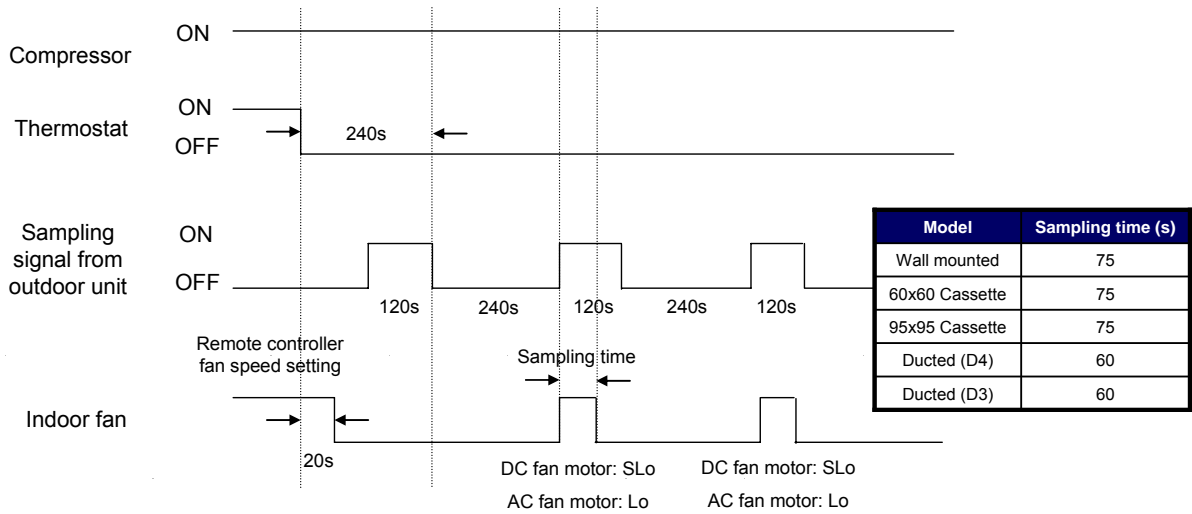 Compressor
ON
Thermostat
ON
OFF
240s
Sampling
signal from
outdoor unit
ON
OFF
120s
240s
120s
240s
120s
Model Sampling time (s)
Wall mounted 75
60x60 Cassette 75
95x95 Cassette 75
Ducted (D4) 60
Ducted (D3) 60
Remote controller
fan speed setting
Sampling time
Indoor fan
20s
DC fan motor: SLo
AC fan motor: Lo
DC fan motor: SLo
AC fan motor: Lo